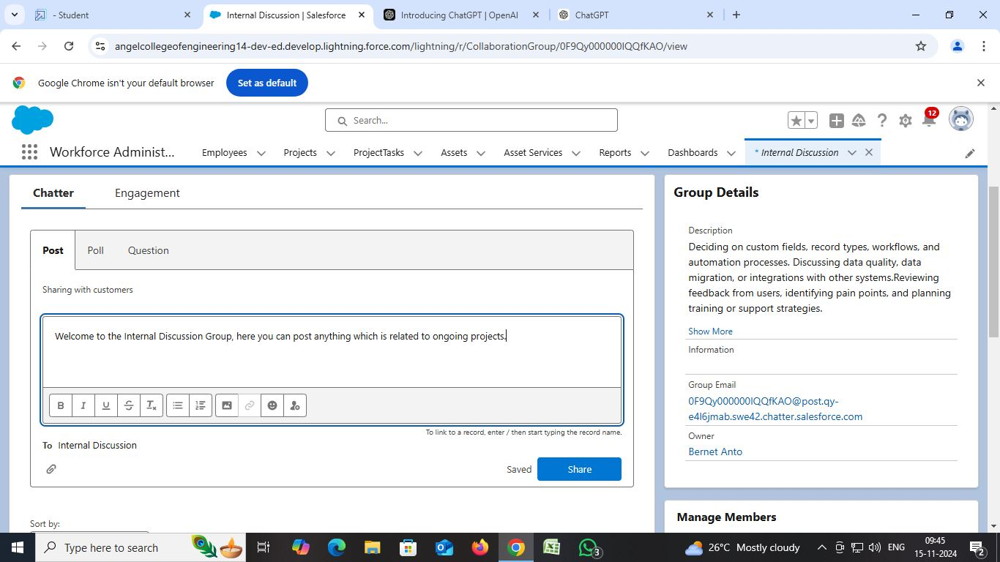 - Student
Internal Discussion | Salesforce
Introducing ChatGPT | OpenAI
ChatGPT
angelcollegeofengineering14-dev-ed.develop.lightning.force.com/lightning/r/CollaborationGroup/0F9Qy000000IQQfKAO/view
Google Chrome isn't your default browser
Set as default
Search...
12
Workforce Administ...
Employees
Projects
ProjectTasks
Assets
Asset Services
Reports
Dashboards
* Internal Discussion
Chatter
Engagement
Post
Poll
Question
Sharing with customers
Welcome to the Internal Discussion Group, here you can post anything which is related to ongoing projects.
B I U S Tx
To link to a record, enter / then start typing the record name.
To Internal Discussion
Saved
Share
Sort by:
Group Details
Description
Deciding on custom fields, record types, workflows, and
automation processes. Discussing data quality, data
migration, or integrations with other systems.Reviewing
feedback from users, identifying pain points, and planning
training or support strategies.
Show More
Information
Group Email
0F9Qy000000IQQfKAO@post.qy-
e4l6jmab.swe42.chatter.salesforce.com
Owner
Bernet Anto
Manage Members
Type here to search
3
26°C Mostly cloudy
ENG
09:45
15-11-2024
2